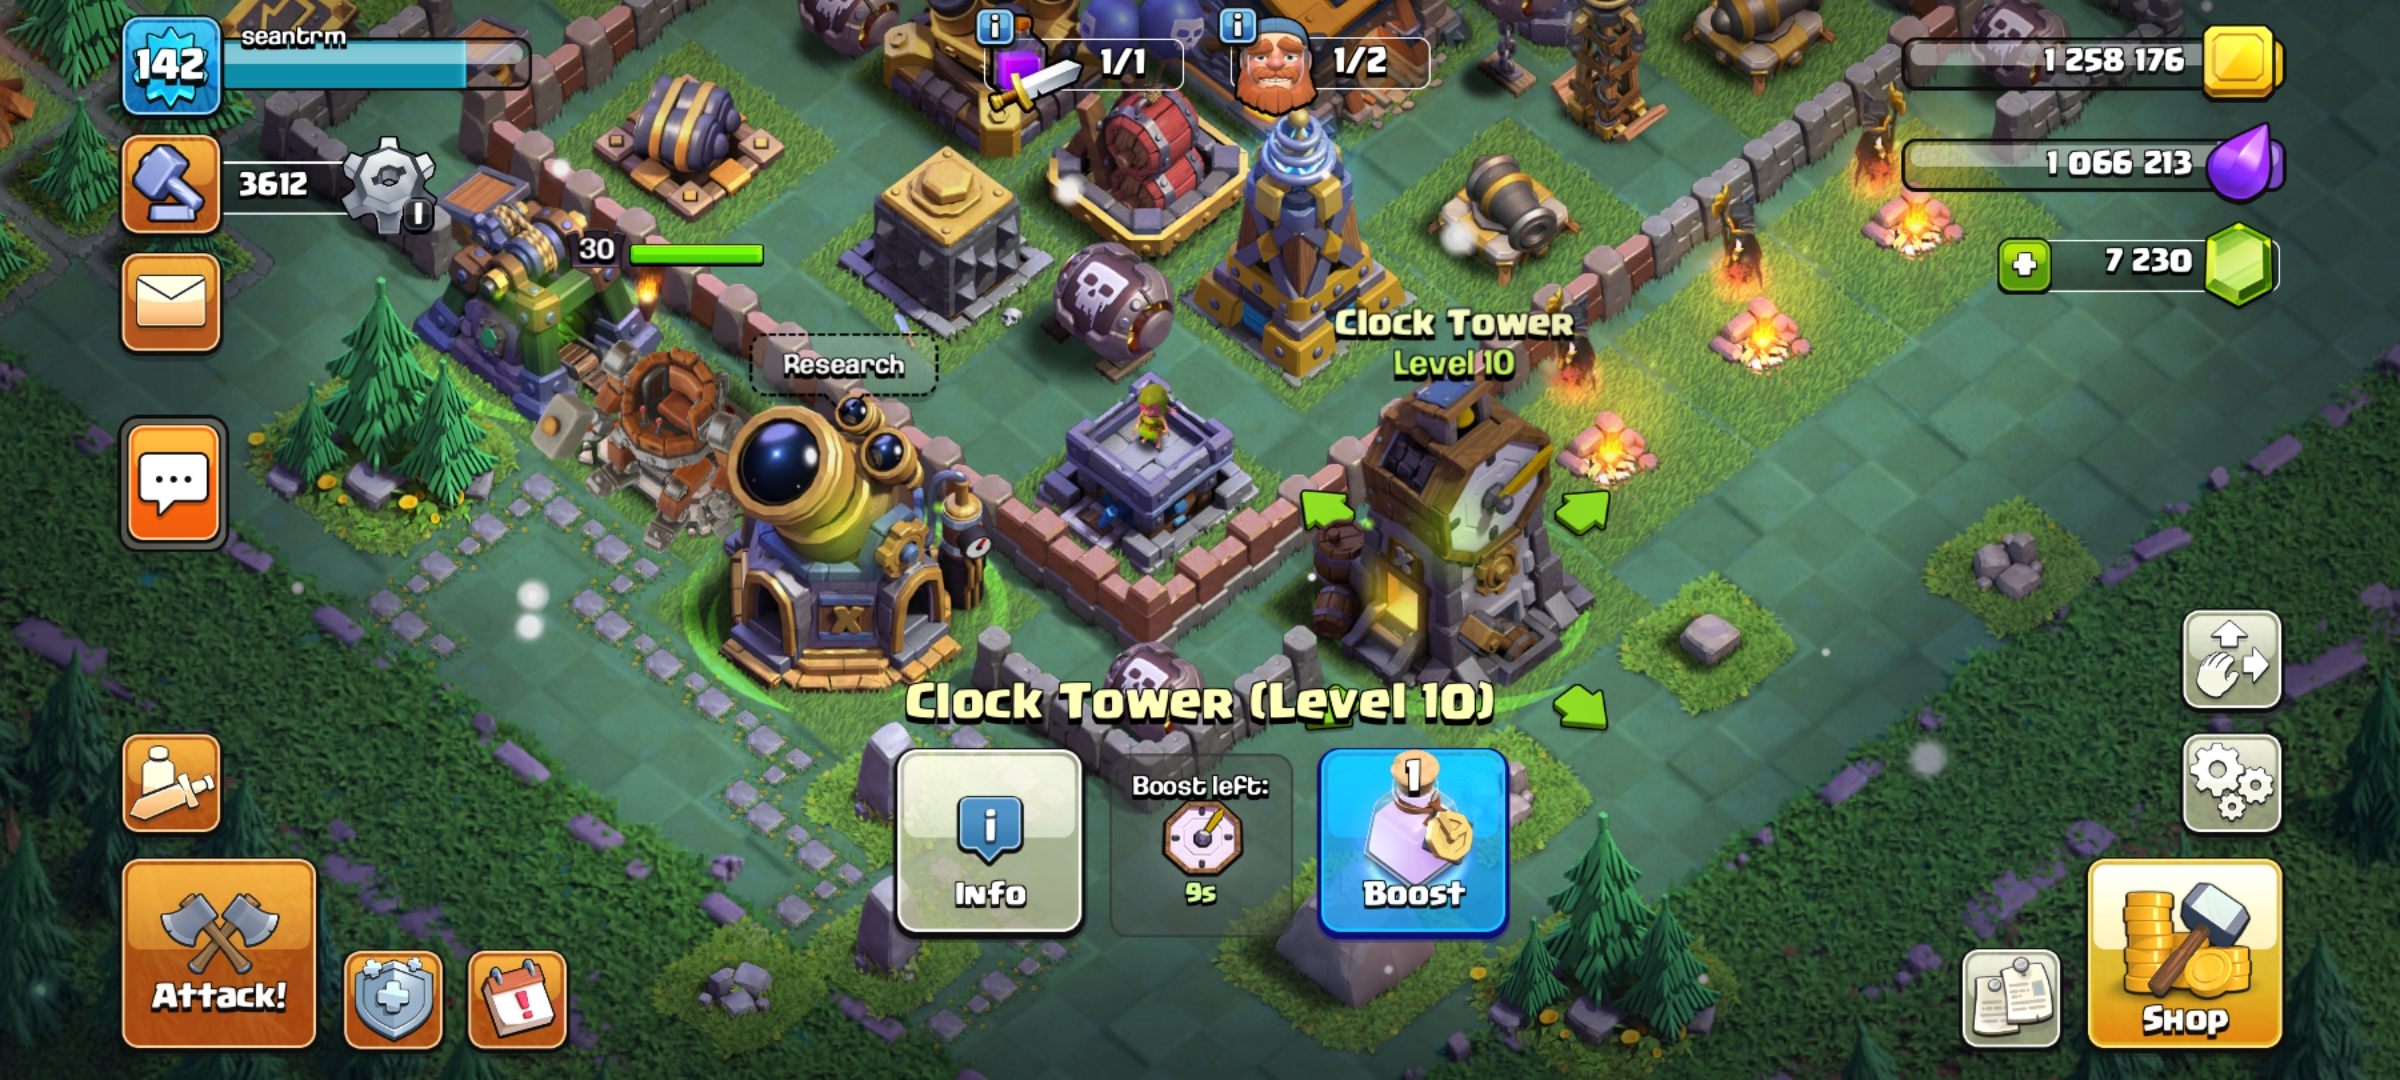 142
seantrm
1/1
1/2
1 258 176
3612
1 066 213
I
30
7 230
Research
Clock Tower
Level 10
Clock Tower (Level 10)
Info
Boost left:
9s
1
Boost
Attack!
Shop